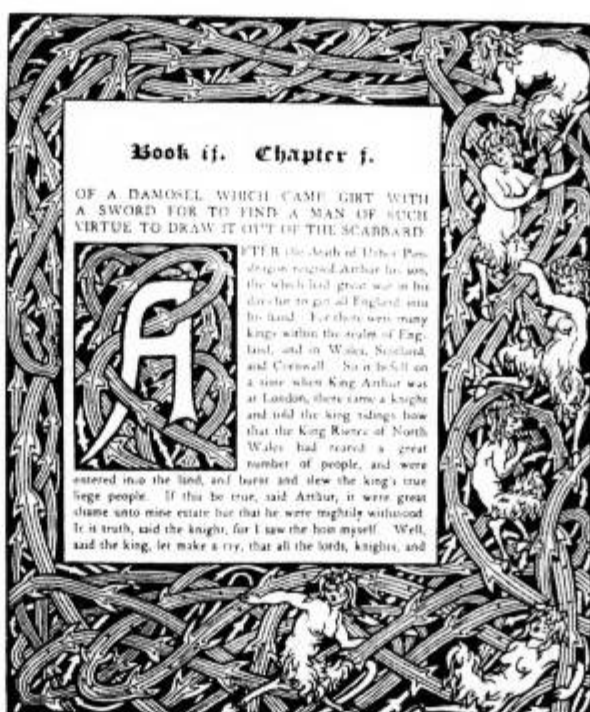 Book ij. Chapter j.
OF A DAMOSEL WHICH CAME GIRT WITH
A SWORD FOR TO FIND A MAN OF SUCH
VIRTUE TO DRAW IT OUT OF THE SCABBARD
AFTER the death of Uther Pen-
dragon reigned Arthur his son,
the which had great war in his
days for to get all England into
his hand. For there were many
kings within the realm of Eng-
land, and in Wales, Scotland,
and Cornwall. So it befell on
a time when King Arthur was
at London, there came a knight
and told the king tidings how
that the King Rience of North
Wales had reared a great
number of people, and were
entered into the land, and burnt and slew the king's true
liege people. If this be true, said Arthur, it were great
shame unto mine estate but that he were mightily withstood.
It is truth, said the knight, for I saw the host myself. Well,
said the king, let make a cry, that all the lords, knights, and